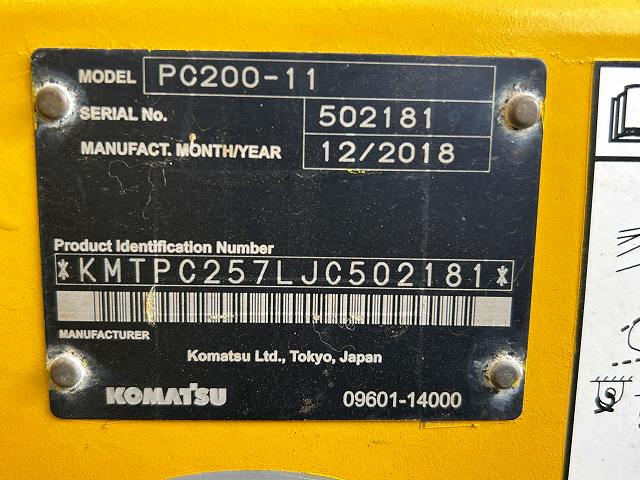 MODEL PC200-11
SERIAL No. 502181
MANUFACT. MONTH/YEAR 12/2018
Product Identification Number
*KMTPC257LJC502181*
MANUFACTURER
Komatsu Ltd., Tokyo, Japan
KOMATSU 09601-14000